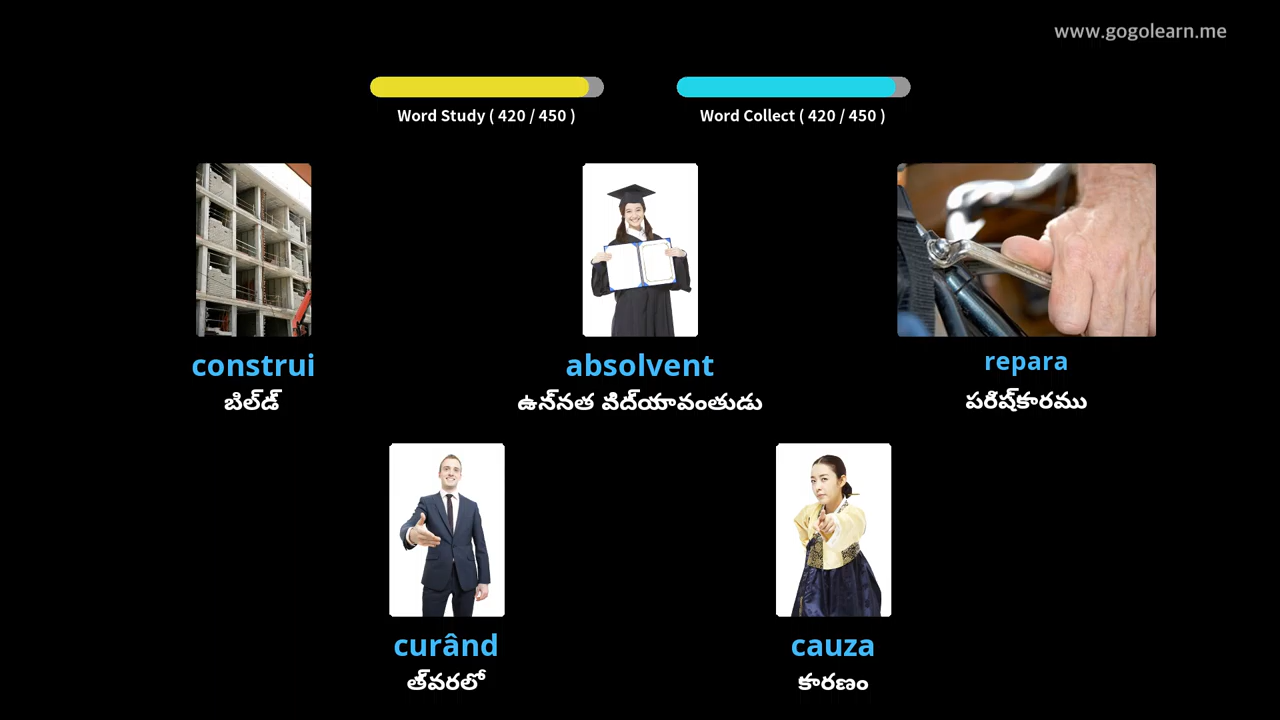 www.gogolearn.me
Word Study ( 420 / 450 )
Word Collect ( 420 / 450 )
construi
బిల్డ్
absolvent
ఉన్నత విద్యావంతుడు
repara
పరిష్కారము
curând
త్వరలో
cauza
కారణం